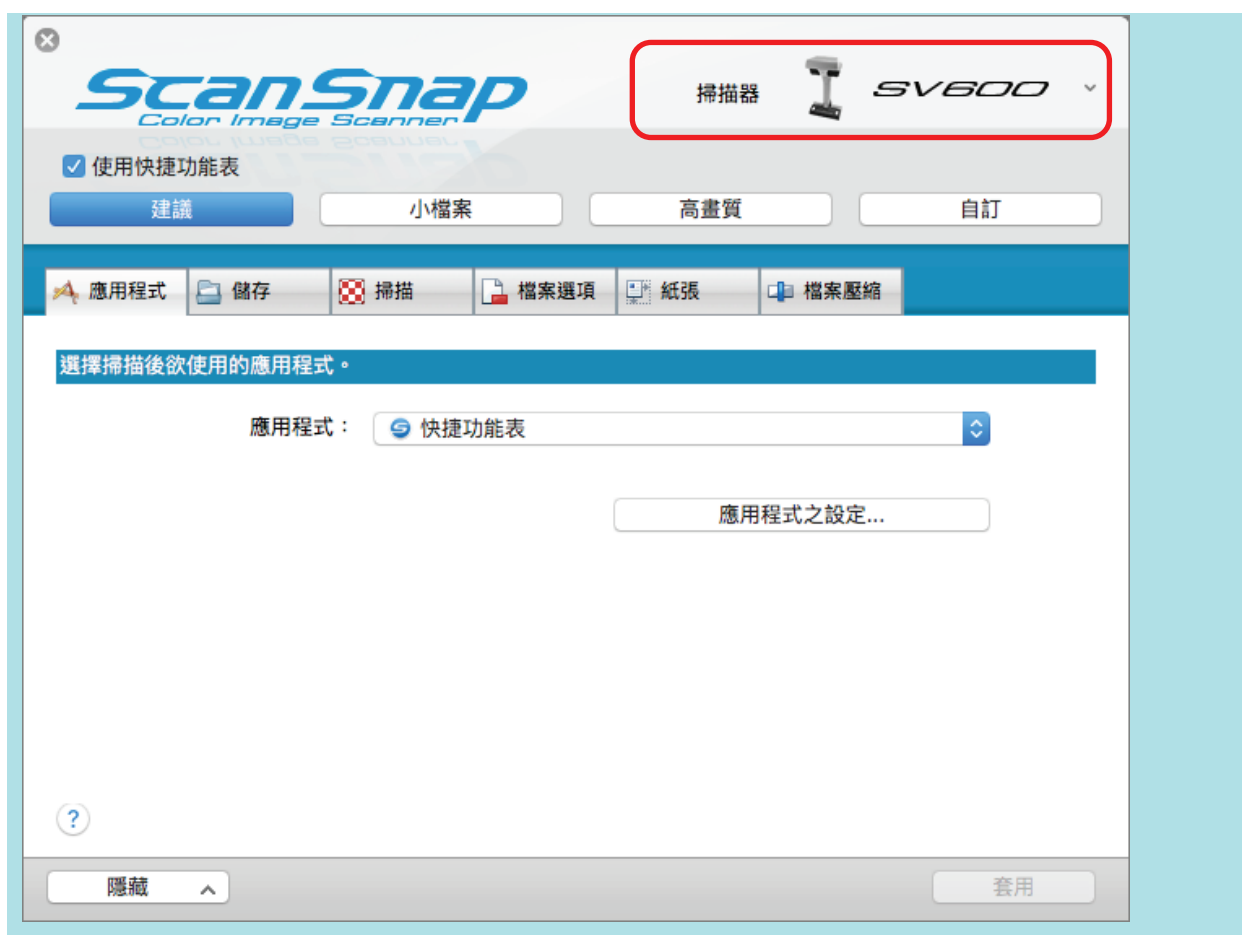 ScanSnap
Color Image Scanner
掃描器 SV600
使用快捷功能表
建議 小檔案 高畫質 自訂
應用程式 儲存 掃描 檔案選項 紙張 檔案壓縮
選擇掃描後欲使用的應用程式。
應用程式： 快捷功能表
應用程式之設定...
?
隱藏 套用